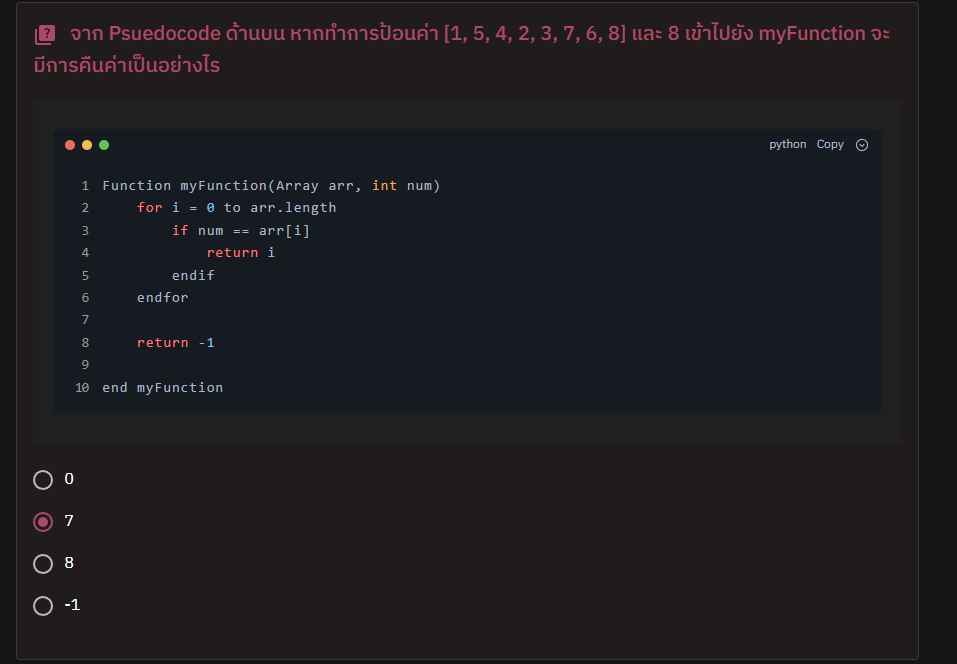 จาก Psuedocode ด้านบน หากทำการป้อนค่า [1, 5, 4, 2, 3, 7, 6, 8] และ 8 เข้าไปยัง myFunction จะ
มีการคืนค่าเป็นอย่างไร
python Copy
1 Function myFunction(Array arr, int num)
2     for i = 0 to arr.length
3         if num == arr[i]
4             return i
5         endif
6     endfor
7
8     return -1
9
10 end myFunction
0
7
8
-1